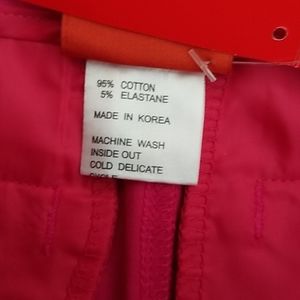 95% COTTON
5% ELASTANE
MADE IN KOREA
MACHINE WASH
INSIDE OUT
COLD DELICATE